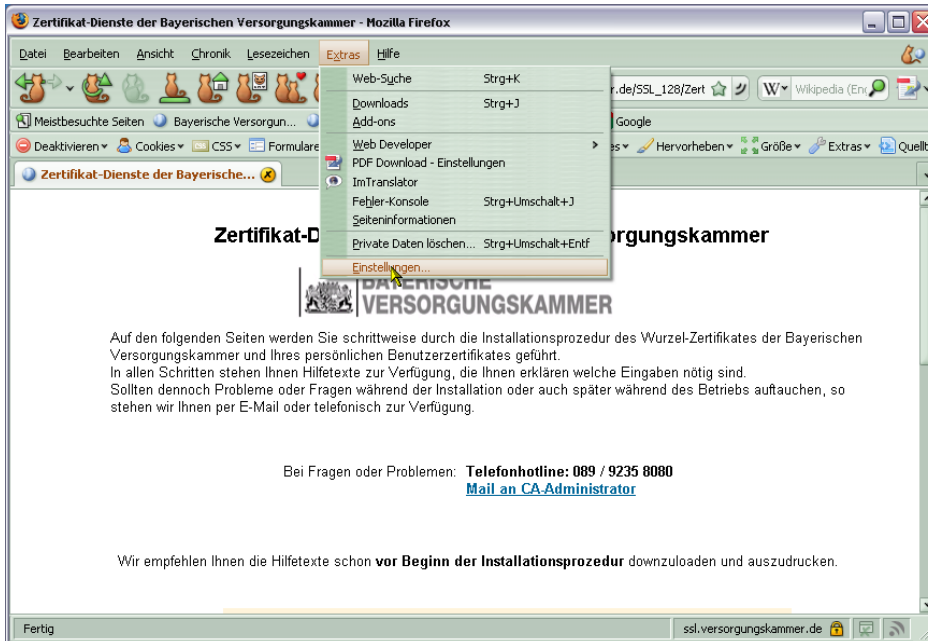 Zertifikat-Dienste der Bayerischen Versorgungskammer - Mozilla Firefox
Datei Bearbeiten Ansicht Chronik Lesezeichen Extras Hilfe
r.de/SSL_128/Zert W Wikipedia (En
Meistbesuchte Seiten Bayerische Versorgun... Google
Deaktivieren Cookies CSS Formulare es Hervorheben Größe Extras Quellt
Zertifikat-Dienste der Bayerische...
Web-Suche Strg+K
Downloads Strg+J
Add-ons
Web Developer
PDF Download - Einstellungen
ImTranslator
Fehler-Konsole Strg+Umschalt+J
Seiteninformationen
Private Daten löschen... Strg+Umschalt+Entf
Einstellungen...
Zertifikat-D rgungskammer
BAYERISCHE
VERSORGUNGSKAMMER
Auf den folgenden Seiten werden Sie schrittweise durch die Installationsprozedur des Wurzel-Zertifikates der Bayerischen
Versorgungskammer und Ihres persönlichen Benutzerzertifikates geführt.
In allen Schritten stehen Ihnen Hilfetexte zur Verfügung, die Ihnen erklären welche Eingaben nötig sind.
Sollten dennoch Probleme oder Fragen während der Installation oder auch später während des Betriebs auftauchen, so
stehen wir Ihnen per E-Mail oder telefonisch zur Verfügung.
Bei Fragen oder Problemen: Telefonhotline: 089 / 9235 8080
Mail an CA-Administrator
Wir empfehlen Ihnen die Hilfetexte schon vor Beginn der Installationsprozedur downzuloaden und auszudrucken.
Fertig ssl.versorgungskammer.de